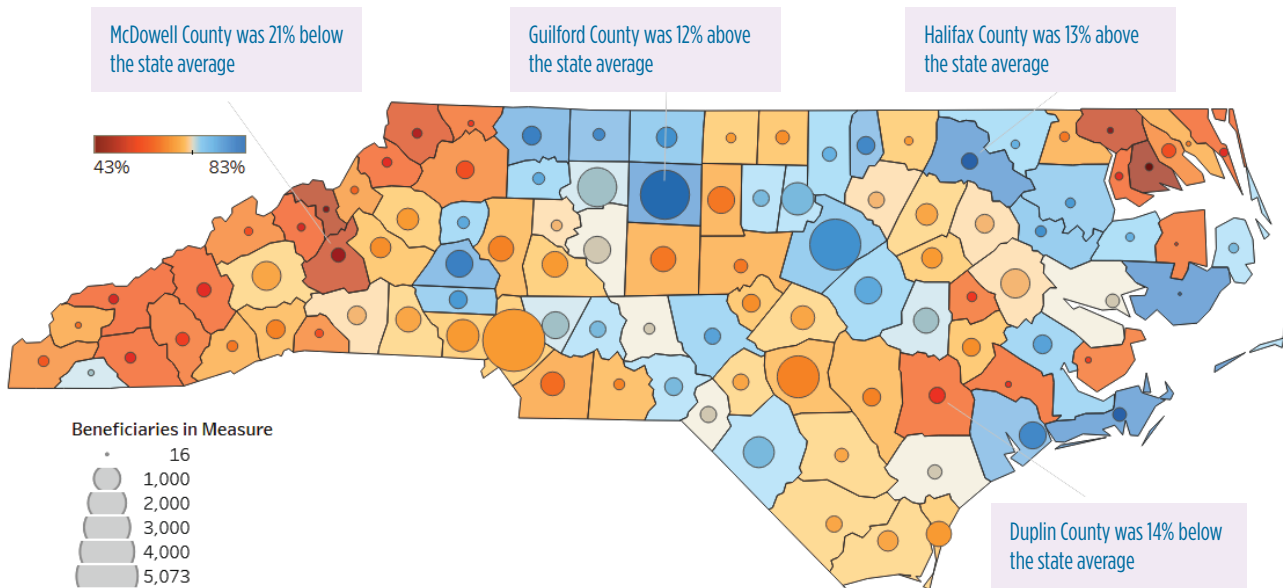 McDowell County was 21% below
the state average
Guilford County was 12% above
the state average
Halifax County was 13% above
the state average
43%
83%
Beneficiaries in Measure
16
1,000
2,000
3,000
4,000
5,073
Duplin County was 14% below
the state average